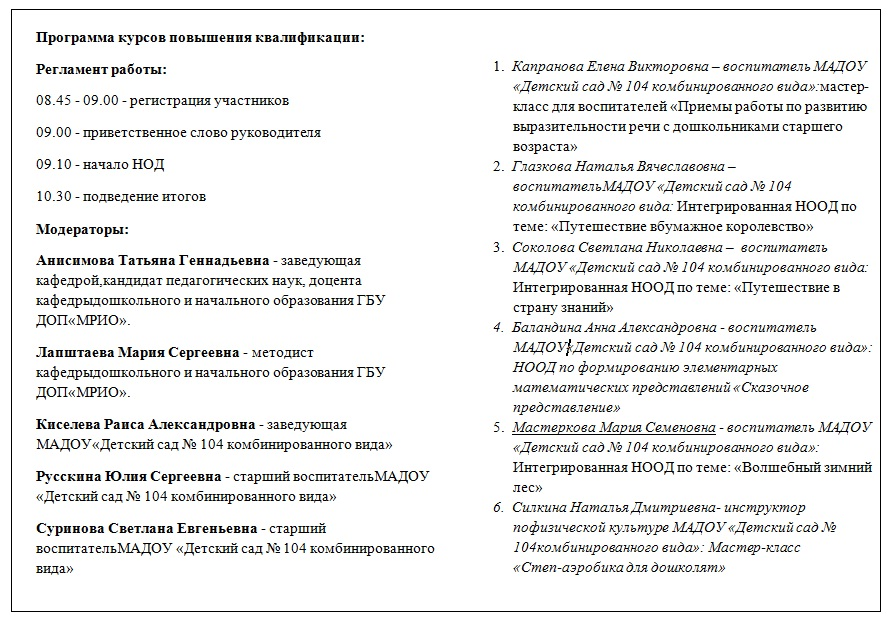 Программа курсов повышения квалификации:
Регламент работы:
08.45 - 09.00 - регистрация участников
09.00 - приветственное слово руководителя
09.10 - начало НОД
10.30 - подведение итогов
Модераторы:
Анисимова Татьяна Геннадьевна - заведующая
кафедрой,кандидат педагогических наук, доцента
кафедрыдошкольного и начального образования ГБУ
ДОП«МРИО».
Лапштаева Мария Сергеевна - методист
кафедрыдошкольного и начального образования ГБУ
ДОП«МРИО».
Киселева Раиса Александровна - заведующая
МАДОУ«Детский сад № 104 комбинированного вида»
Русскина Юлия Сергеевна - старший воспитательМАДОУ
«Детский сад № 104 комбинированного вида»
Суринова Светлана Евгеньевна - старший
воспитательМАДОУ «Детский сад № 104 комбинированного
вида»
1. Капранова Елена Викторовна – воспитатель МАДОУ
«Детский сад № 104 комбинированного вида»:мастер-
класс для воспитателей «Приемы работы по развитию
выразительности речи с дошкольниками старшего
возраста»
2. Глазкова Наталья Вячеславовна –
воспитательМАДОУ «Детский сад № 104
комбинированного вида: Интегрированная НООД по
теме: «Путешествие вбумажное королевство»
3. Соколова Светлана Николаевна – воспитатель
МАДОУ «Детский сад № 104 комбинированного вида:
Интегрированная НООД по теме: «Путешествие в
страну знаний»
4. Баландина Анна Александровна - воспитатель
МАДОУ«Детский сад № 104 комбинированного вида»:
НООД по формированию элементарных
математических представлений «Сказочное
представление»
5. Мастеркова Мария Семеновна - воспитатель МАДОУ
«Детский сад № 104 комбинированного вида»:
Интегрированная НООД по теме: «Волшебный зимний
лес»
6. Силкина Наталья Дмитриевна- инструктор
пофизической культуре МАДОУ «Детский сад №
104комбинированного вида»: Мастер-класс
«Степ-аэробика для дошколят»